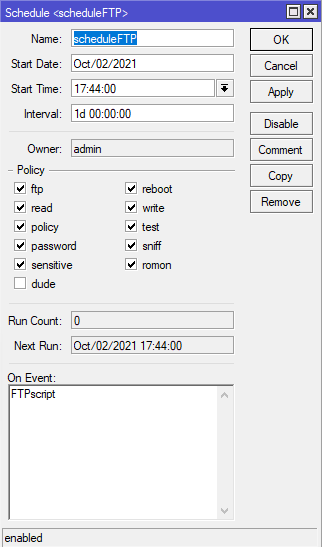 Schedule <scheduleFTP>
Name: scheduleFTP OK
Start Date: Oct/02/2021 Cancel
Start Time: 17:44:00 Apply
Interval: 1d 00:00:00
Disable
Owner: admin Comment
Policy Copy
ftp reboot
read write Remove
policy test
password sniff
sensitive romon
dude
Run Count: 0
Next Run: Oct/02/2021 17:44:00
On Event:
FTPscript
enabled